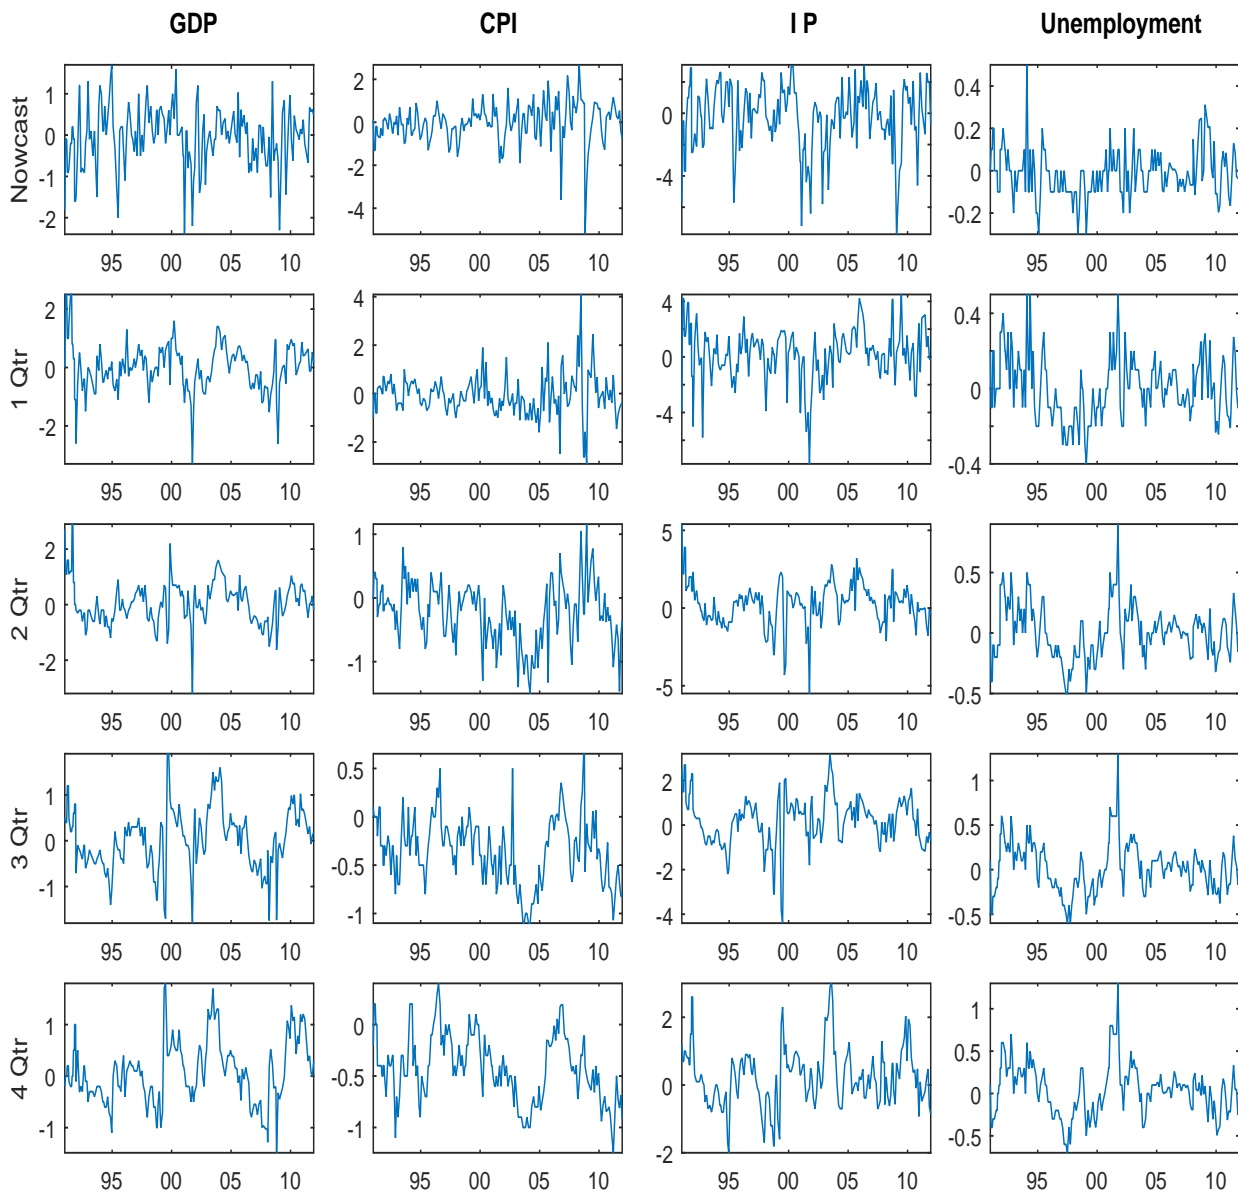 GDP CPI I P Unemployment
Nowcast
1 0 -1 -2
95 00 05 10
2 0 -2 -4
95 00 05 10
0 -4
95 00 05 10
0.4 0.2 0 -0.2
95 00 05 10
1 Qtr
2 0 -2
95 00 05 10
4 2 0 -2
95 00 05 10
4 0 -4
95 00 05 10
0.4 0 -0.4
95 00 05 10
2 Qtr
2 0 -2
95 00 05 10
1 0 -1
95 00 05 10
5 0 -5
95 00 05 10
0.5 0 -0.5
95 00 05 10
3 Qtr
1 0 -1
95 00 05 10
0.5 0 -0.5 -1
95 00 05 10
2 0 -2 -4
95 00 05 10
1 0.5 0 -0.5
95 00 05 10
4 Qtr
1 0 -1
95 00 05 10
0 -0.5 -1
95 00 05 10
2 0 -2
95 00 05 10
1 0.5 0 -0.5
95 00 05 10